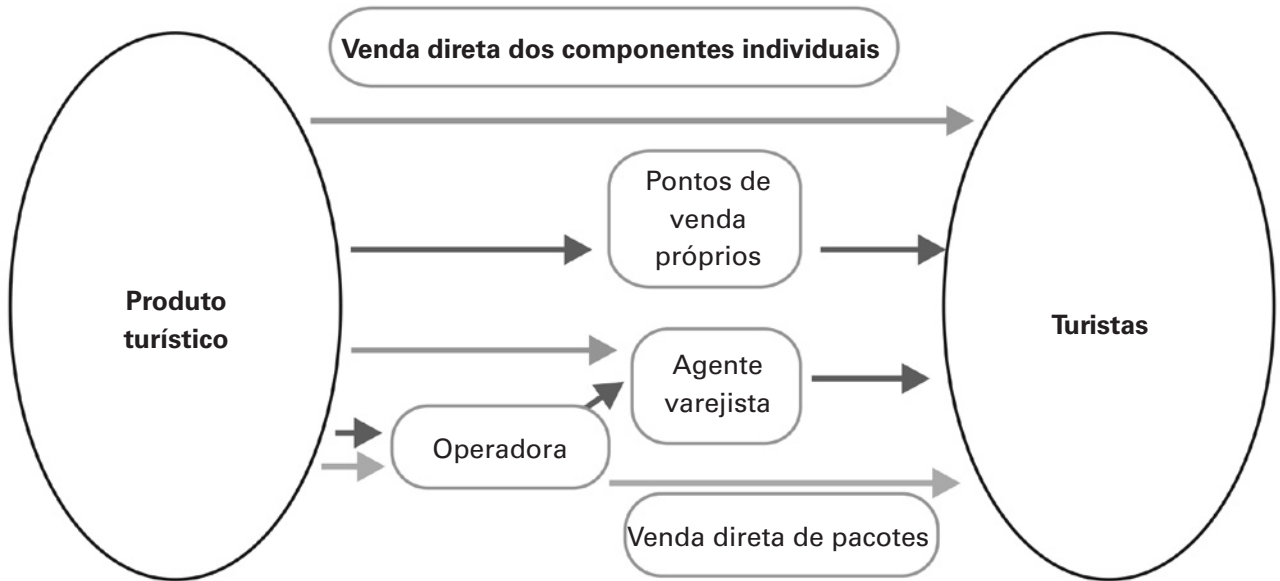 Venda direta dos componentes individuais
Pontos de
venda
próprios
Produto
turístico
Turistas
Agente
varejista
Operadora
Venda direta de pacotes